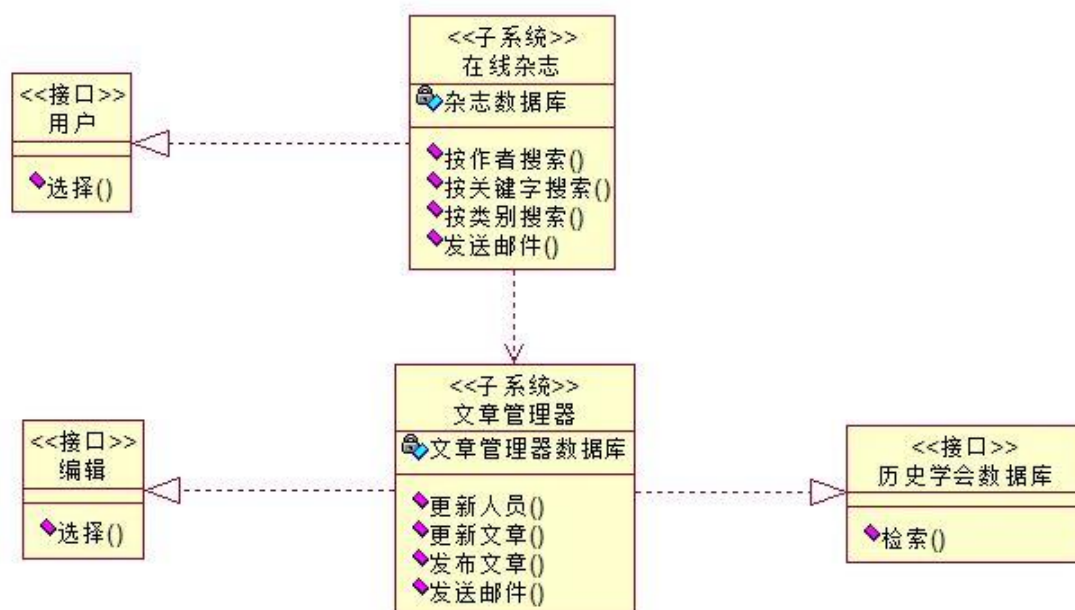 <<子系统>>
在线杂志
杂志数据库
按作者搜索()
按关键字搜索()
按类别搜索()
发送邮件()
<<接口>>
用户
选择()
<<子系统>>
文章管理器
文章管理器数据库
更新人员()
更新文章()
发布文章()
发送邮件()
<<接口>>
编辑
选择()
<<接口>>
历史学会数据库
检索()